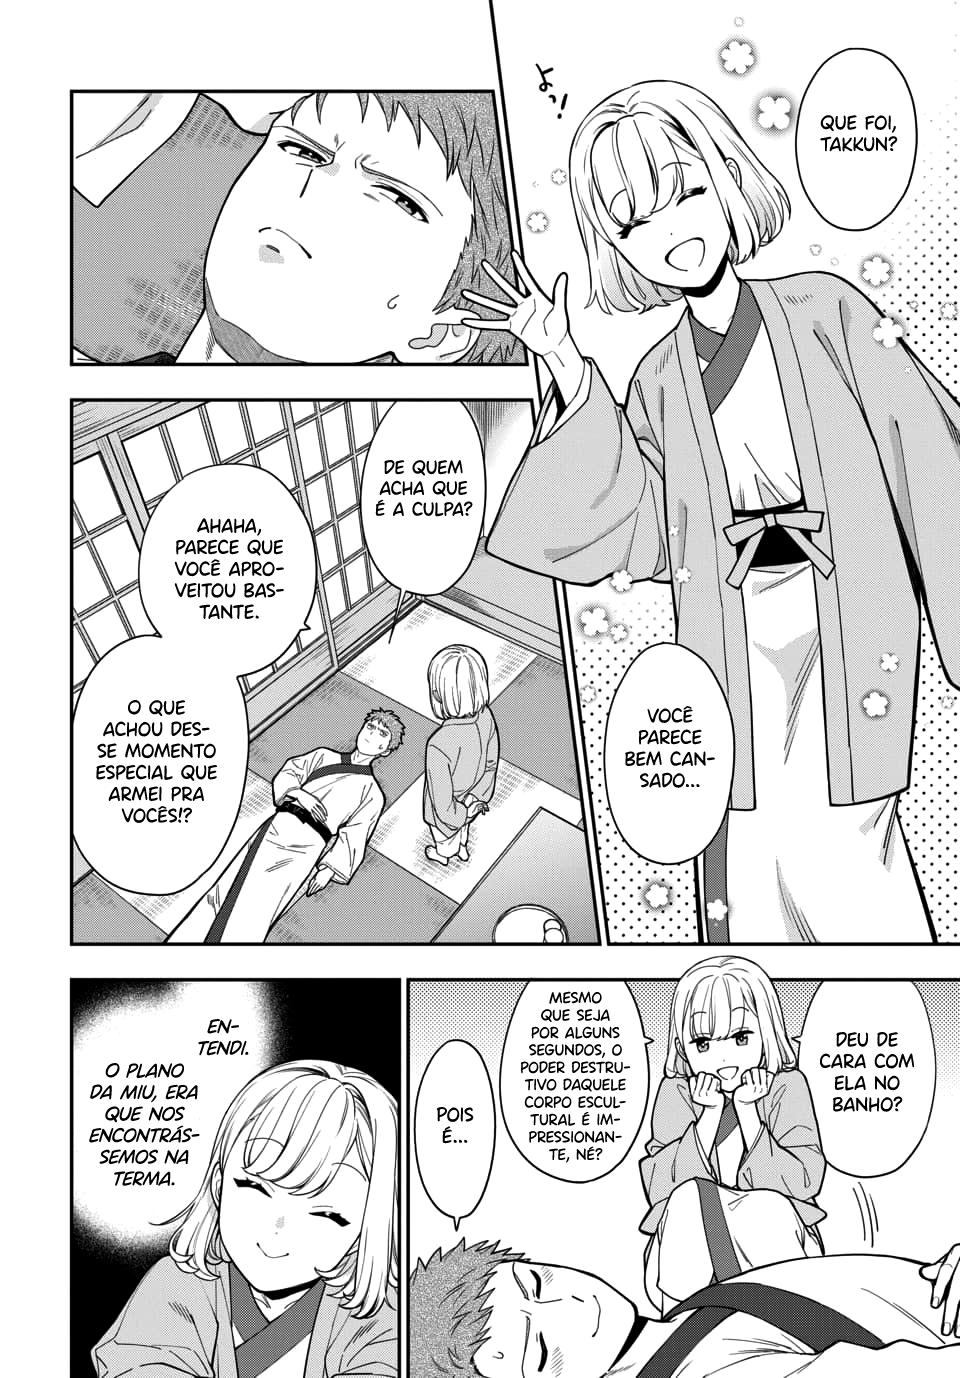 QUE FOI,
TAKKUN?
よっ!
VOCÊ
PARECE
BEM CAN-
SADO...
DE QUEM
ACHA QUE
É A CULPA?
AHAHA,
PARECE QUE
VOCÊ APRO-
VEITOU BAS-
TANTE.
O QUE
ACHOU DES-
SE MOMENTO
ESPECIAL QUE
ARMEI PRA
VOCÊS!?
DEU DE
CARA COM
ELA NO
BANHO?
MESMO
QUE SEJA
POR ALGUNS
SEGUNDOS, O
PODER DESTRU-
TIVO DAQUELE
CORPO ESCUL-
TURAL É IM-
PRESSIONAN-
TE, NÉ?
POIS
É...
EN-
TENDI.
O PLANO
DA MIU, ERA
QUE NOS
ENCONTRÁS-
SEMOS NA
TERMA.